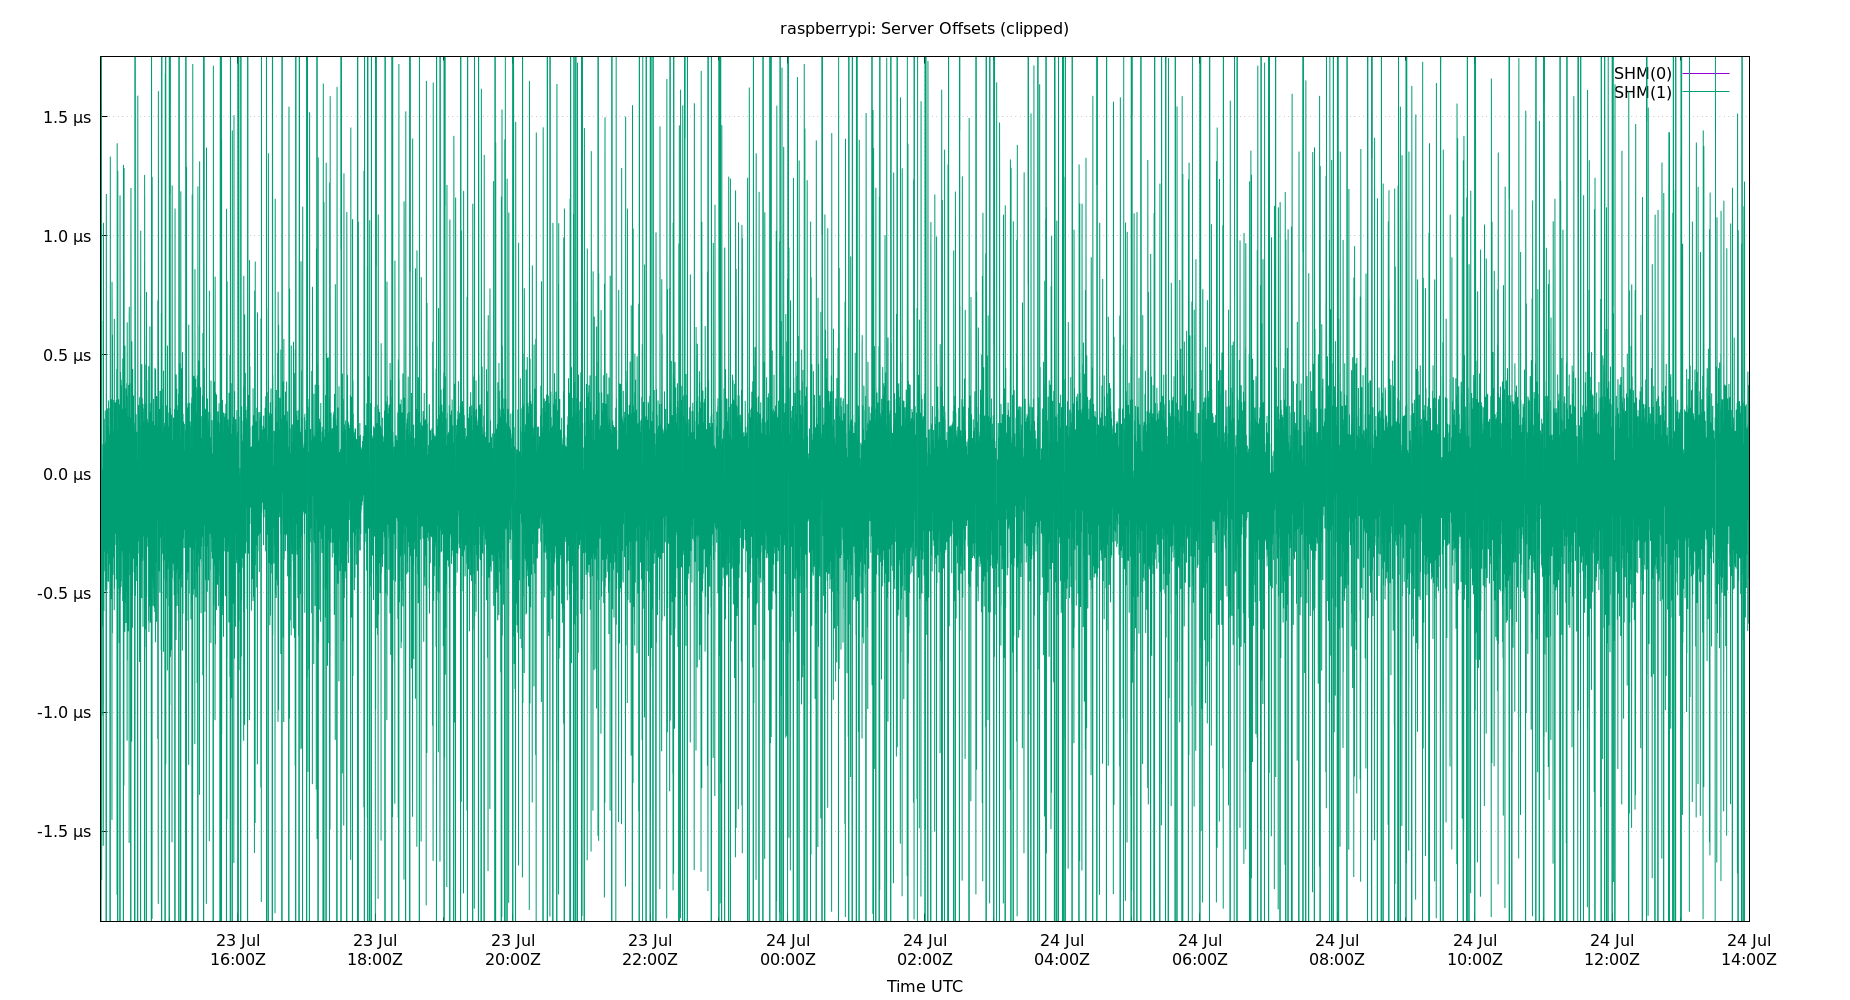 raspberrypi: Server Offsets (clipped)
SHM(0)
SHM(1)
1.5 µs
1.0 µs
0.5 µs
0.0 µs
-0.5 µs
-1.0 µs
-1.5 µs
23 Jul 23 Jul 23 Jul 23 Jul 24 Jul 24 Jul 24 Jul 24 Jul 24 Jul 24 Jul 24 Jul 24 Jul
16:00Z 18:00Z 20:00Z 22:00Z 00:00Z 02:00Z 04:00Z 06:00Z 08:00Z 10:00Z 12:00Z 14:00Z
Time UTC